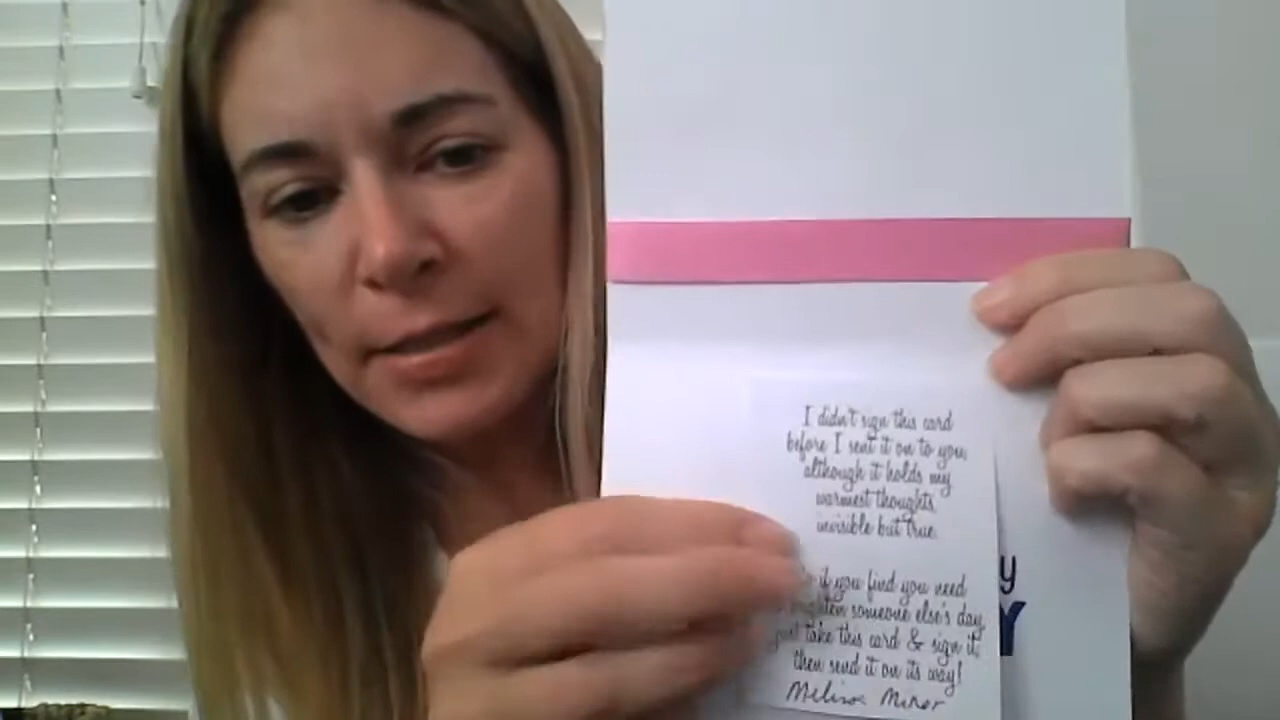 I didn't sign this card
before I sent it on to you,
although it holds my
warmest thoughts,
invisible but true.
if you find you need
brighten someone else's day,
just take this card & sign it,
then send it on its way!
Melissa Miner
y
Y